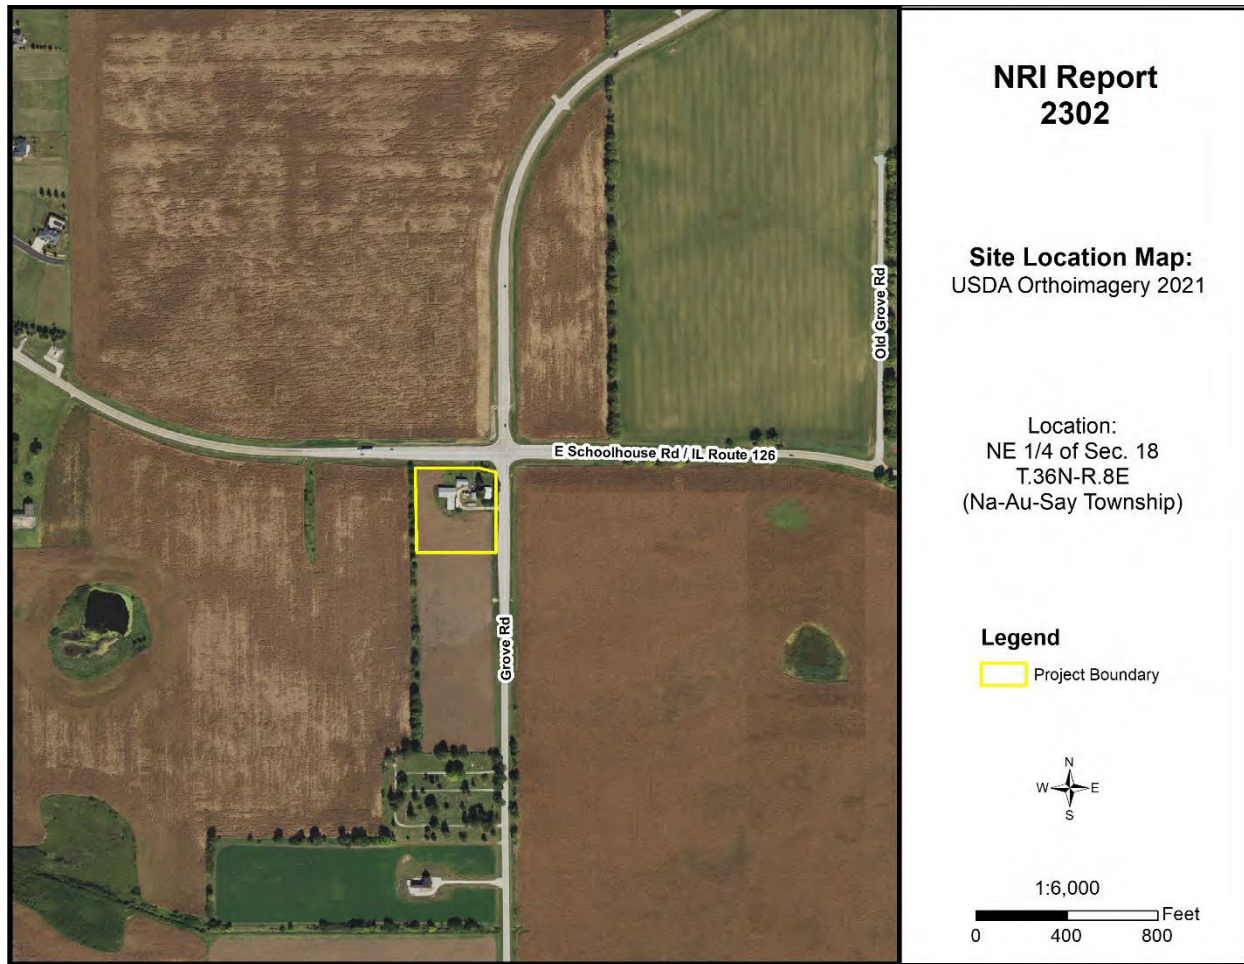 NRI Report
2302
Site Location Map:
USDA Orthoimagery 2021
Location:
NE 1/4 of Sec. 18
T.36N-R.8E
(Na-Au-Say Township)
Legend
Project Boundary
N
W E
S
1:6,000
Feet
0 400 800
E Schoolhouse Rd / IL Route 126
Old Grove Rd
Grove Rd